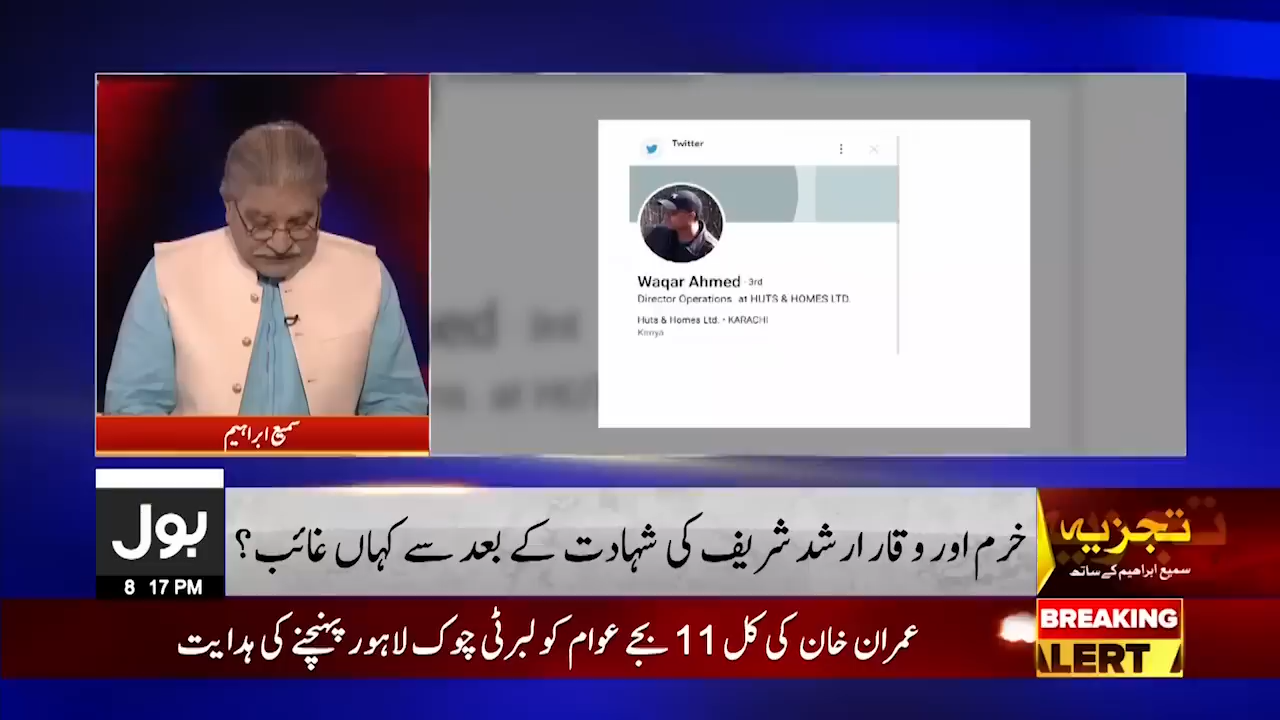 Twitter
Waqar Ahmed · 3rd
Director Operations at HUTS & HOMES LTD.
Huts & Homes Ltd. • KARACHI
Kenya
سمیع ابراہیم
بول
8 17 PM
خرم اور وقار ارشد شریف کی شہادت کے بعد سے کہاں غائب؟
تجزیہ
سمیع ابراھیم کے ساتھ
عمران خان کی کل 11 بجے عوام کو لبرٹی چوک لاہور پہنچنے کی ہدایت
BREAKING
ALERT